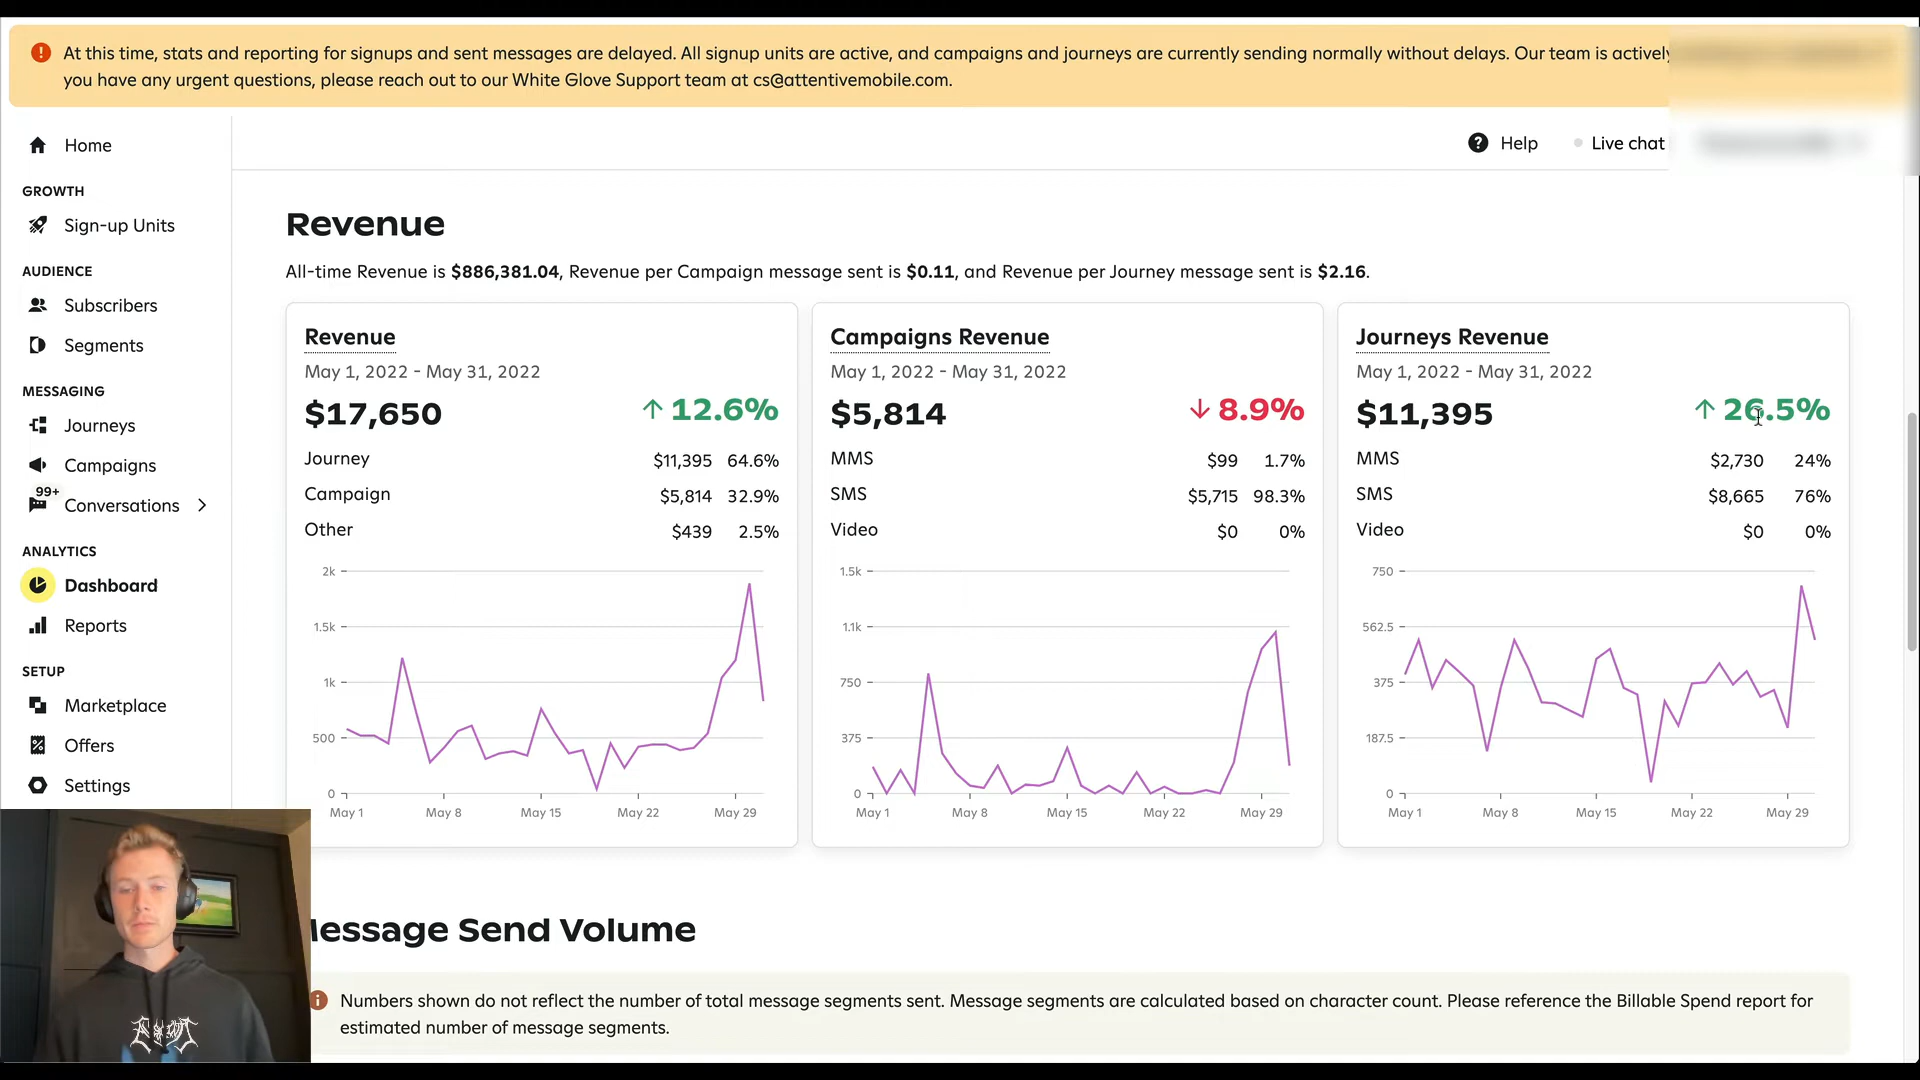 At this time, stats and reporting for signups and sent messages are delayed. All signup units are active, and campaigns and journeys are currently sending normally without delays. Our team is actively
you have any urgent questions, please reach out to our White Glove Support team at cs@attentivemobile.com.
Help
Live chat
Home
GROWTH
Sign-up Units
AUDIENCE
Subscribers
Segments
MESSAGING
Journeys
Campaigns
99+
Conversations
ANALYTICS
Dashboard
Reports
SETUP
Marketplace
Offers
Settings
Revenue
All-time Revenue is $886,381.04, Revenue per Campaign message sent is $0.11, and Revenue per Journey message sent is $2.16.
Revenue
May 1, 2022 - May 31, 2022
$17,650 ↑ 12.6%
Journey $11,395 64.6%
Campaign $5,814 32.9%
Other $439 2.5%
2k
1.5k
1k
500
0
May 1 May 8 May 15 May 22 May 29
Campaigns Revenue
May 1, 2022 - May 31, 2022
$5,814 ↓ 8.9%
MMS $99 1.7%
SMS $5,715 98.3%
Video $0 0%
1.5k
1.1k
750
375
0
May 1 May 8 May 15 May 22 May 29
Journeys Revenue
May 1, 2022 - May 31, 2022
$11,395 ↑ 26.5%
MMS $2,730 24%
SMS $8,665 76%
Video $0 0%
750
562.5
375
187.5
0
May 1 May 8 May 15 May 22 May 29
Message Send Volume
Numbers shown do not reflect the number of total message segments sent. Message segments are calculated based on character count. Please reference the Billable Spend report for
estimated number of message segments.